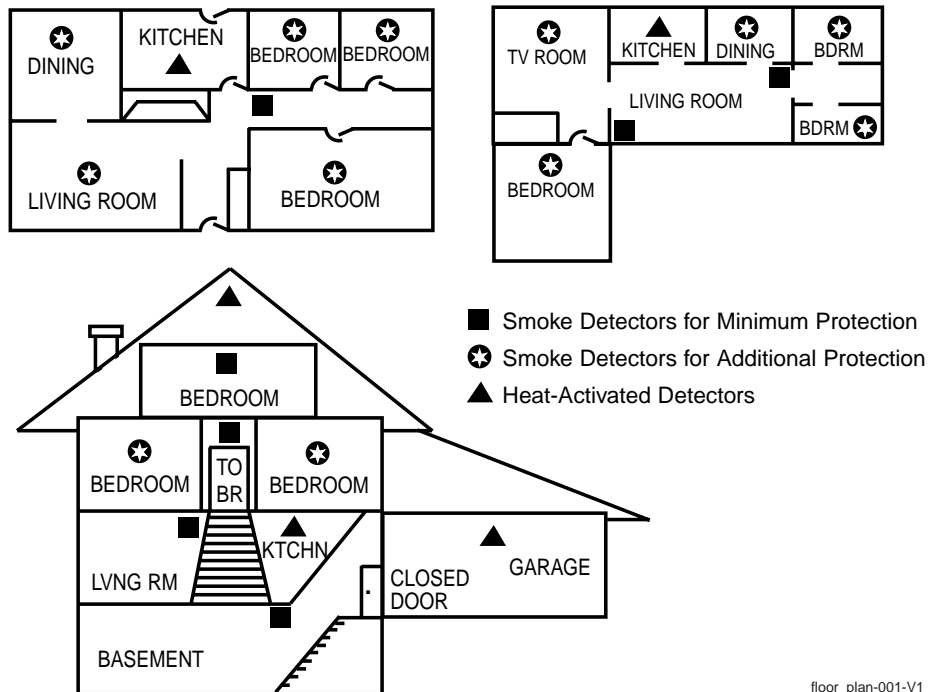 KITCHEN
DINING
BEDROOM
BEDROOM
LIVING ROOM
BEDROOM
TV ROOM
KITCHEN
DINING
BDRM
LIVING ROOM
BDRM
BEDROOM
Smoke Detectors for Minimum Protection
Smoke Detectors for Additional Protection
Heat-Activated Detectors
BEDROOM
BEDROOM
TO
BR
BEDROOM
LVNG RM
KTCHN
CLOSED
DOOR
GARAGE
BASEMENT
floor_plan-001-V1